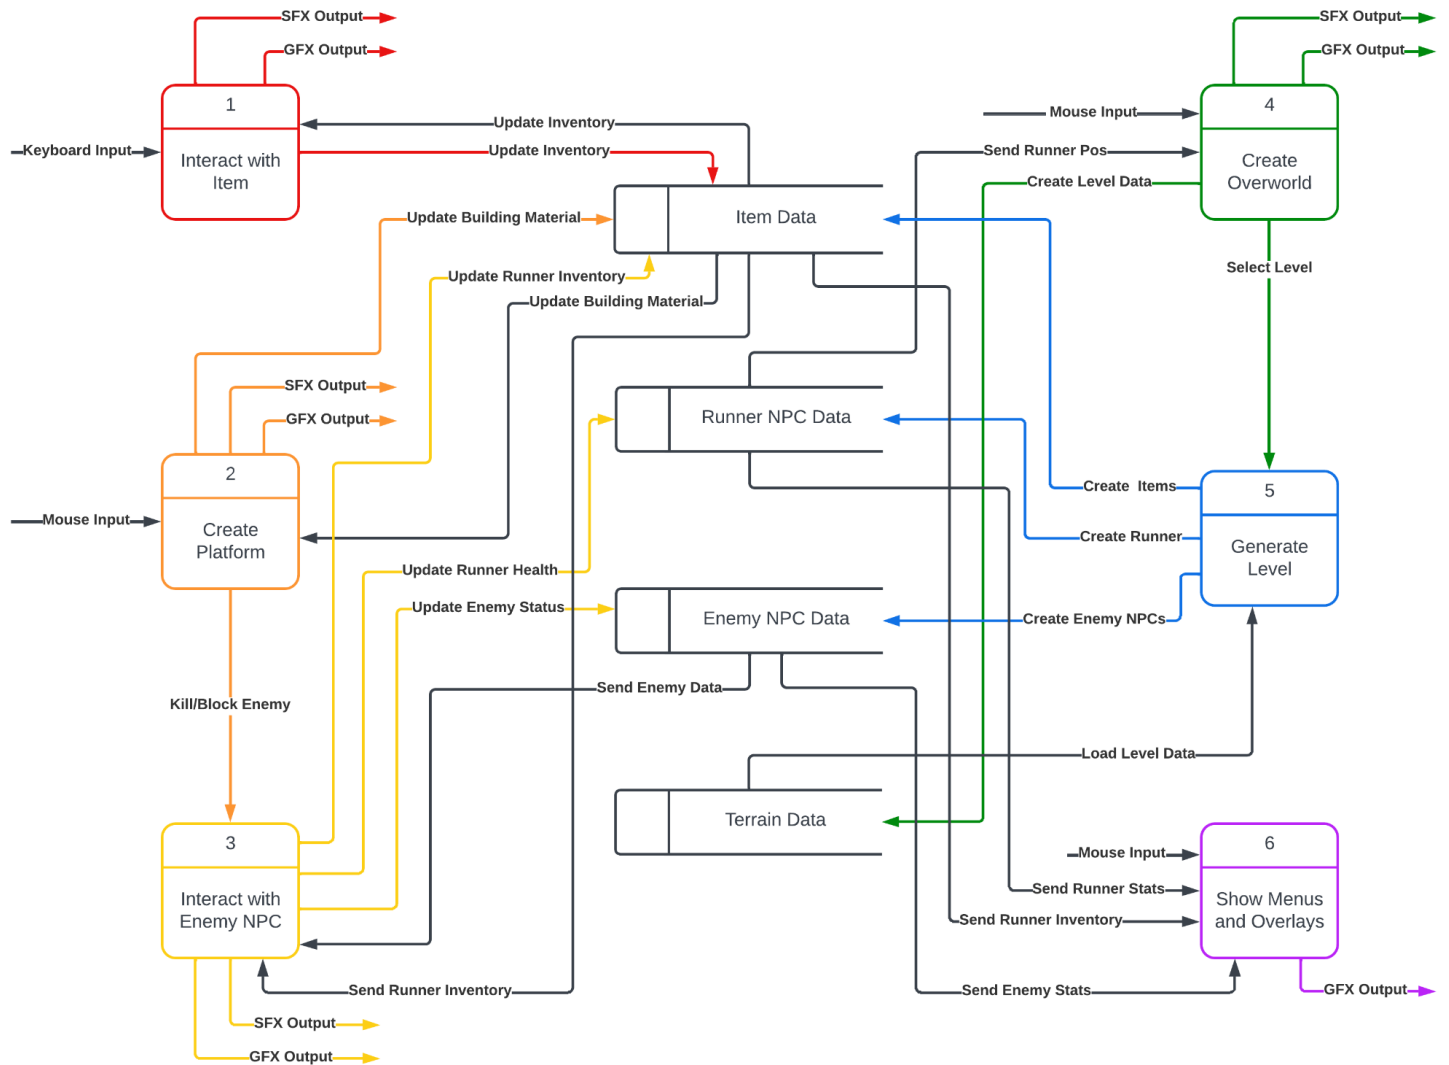 SFX Output
GFX Output
1
Interact with
Item
Keyboard Input
Update Inventory
Update Inventory
Update Building Material
Item Data
Update Runner Inventory
Update Building Material
SFX Output
GFX Output
4
Create
Overworld
Mouse Input
Send Runner Pos
Create Level Data
Select Level
SFX Output
GFX Output
2
Create
Platform
Mouse Input
Runner NPC Data
Update Runner Health
Update Enemy Status
Enemy NPC Data
Create  Items
Create Runner
Create Enemy NPCs
5
Generate
Level
Kill/Block Enemy
Send Enemy Data
Load Level Data
Terrain Data
3
Interact with
Enemy NPC
Send Runner Inventory
SFX Output
GFX Output
Mouse Input
Send Runner Stats
Send Runner Inventory
Send Enemy Stats
6
Show Menus
and Overlays
GFX Output